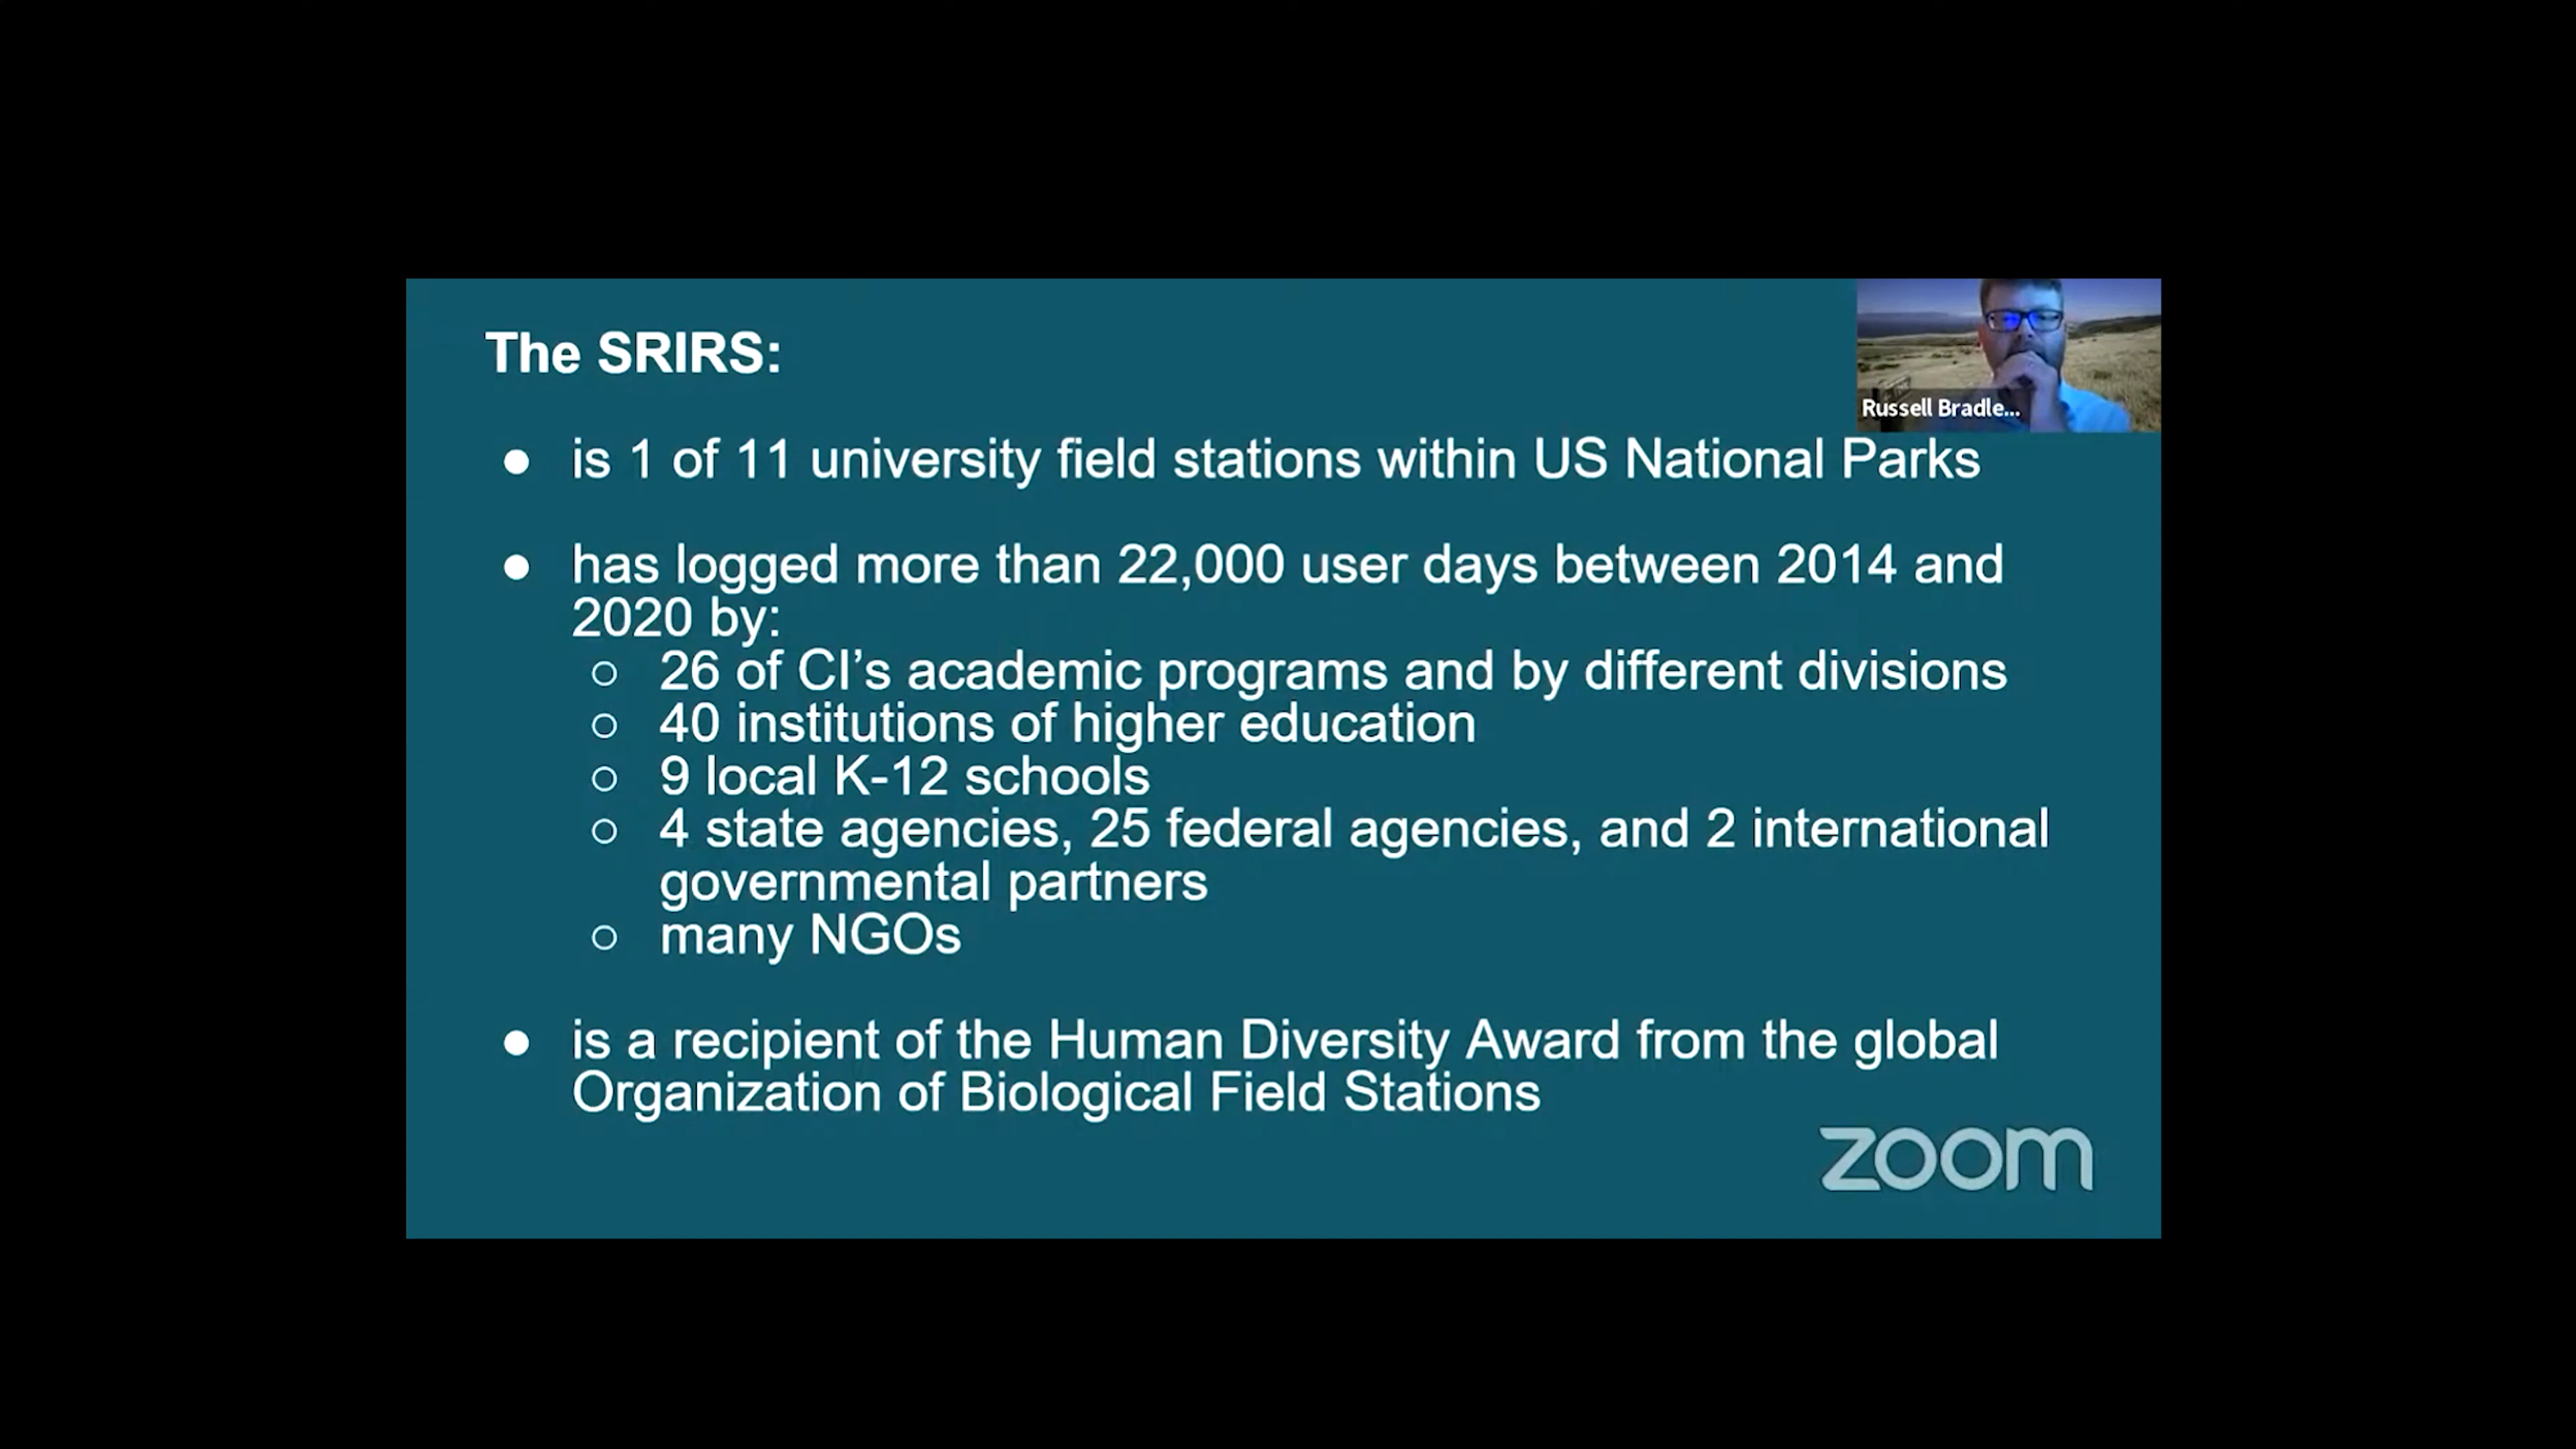 The SRIRS:
Russell Bradle...
● is 1 of 11 university field stations within US National Parks
● has logged more than 22,000 user days between 2014 and
2020 by:
○ 26 of CI’s academic programs and by different divisions
○ 40 institutions of higher education
○ 9 local K-12 schools
○ 4 state agencies, 25 federal agencies, and 2 international
governmental partners
○ many NGOs
● is a recipient of the Human Diversity Award from the global
Organization of Biological Field Stations
zoom